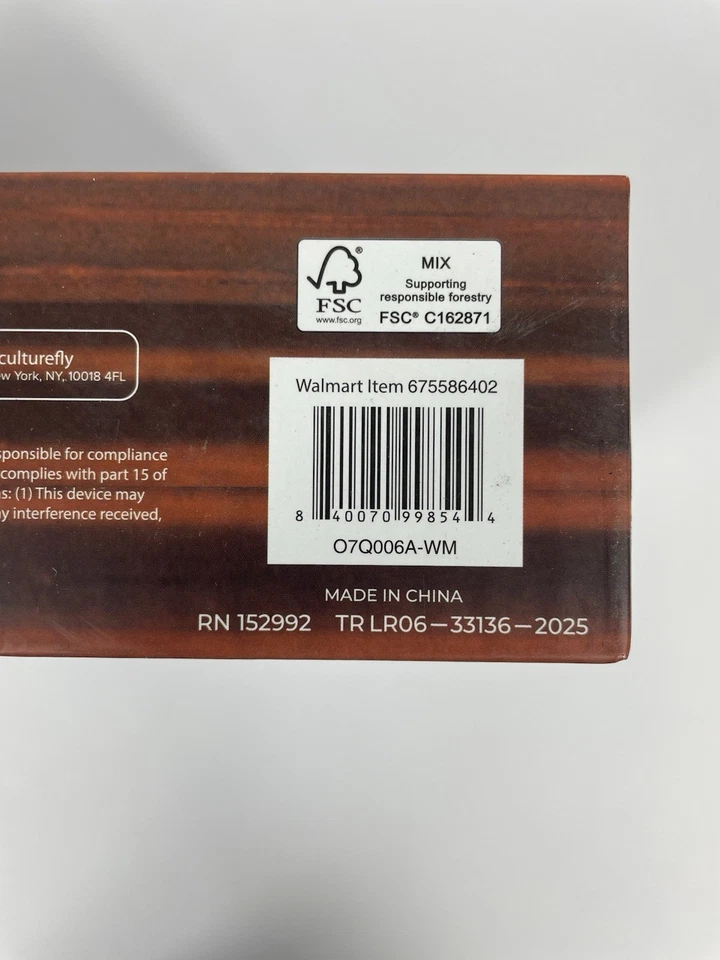 FSC®
www.fsc.org
MIX
Supporting
responsible forestry
FSC® C162871
culturefly
New York, NY, 10018 4FL
Walmart Item 675586402
8 40070 99854 4
O7Q006A-WM
sponsible for compliance
complies with part 15 of
s: (1) This device may
y interference received,
MADE IN CHINA
RN 152992 TR LR06-33136-2025